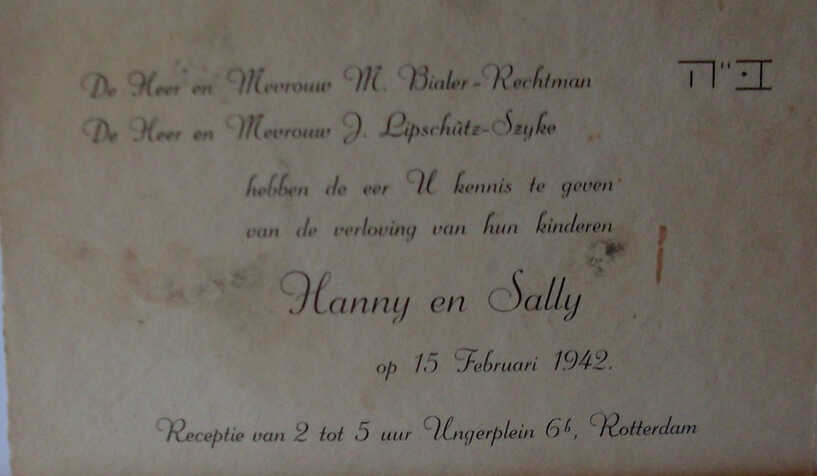 ב"ה
De Heer en Mevrouw M. Bialer-Rechtman
De Heer en Mevrouw J. Lipschütz-Szyke
hebben de eer U kennis te geven
van de verloving van hun kinderen
Hanny en Sally
op 15 Februari 1942.
Receptie van 2 tot 5 uur Ungerplein 6b, Rotterdam